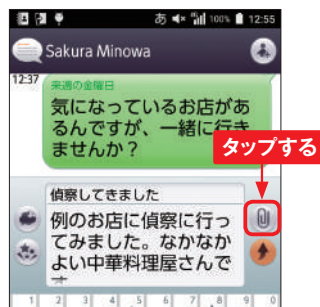 あ 100% 12:55
Sakura Minowa
12:37
来週の金曜日
気になっているお店があ
るんですが、一緒に行き
ませんか？
タップする
偵察してきました
例のお店に偵察に行っ
てみました。なかなか
よい中華料理屋さんで
1 2 3 4 5 6 7 8 9 0